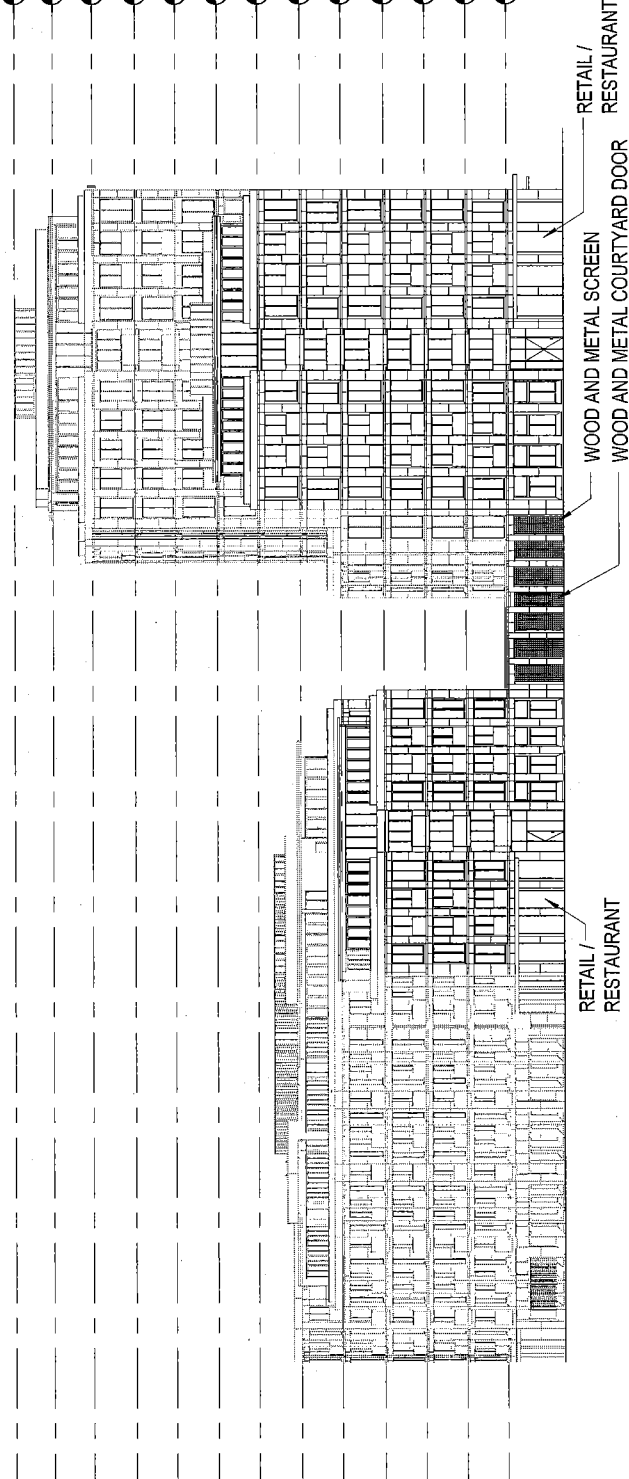 RETAIL /
RESTAURANT
WOOD AND METAL SCREEN
WOOD AND METAL COURTYARD DOOR
RETAIL /
RESTAURANT